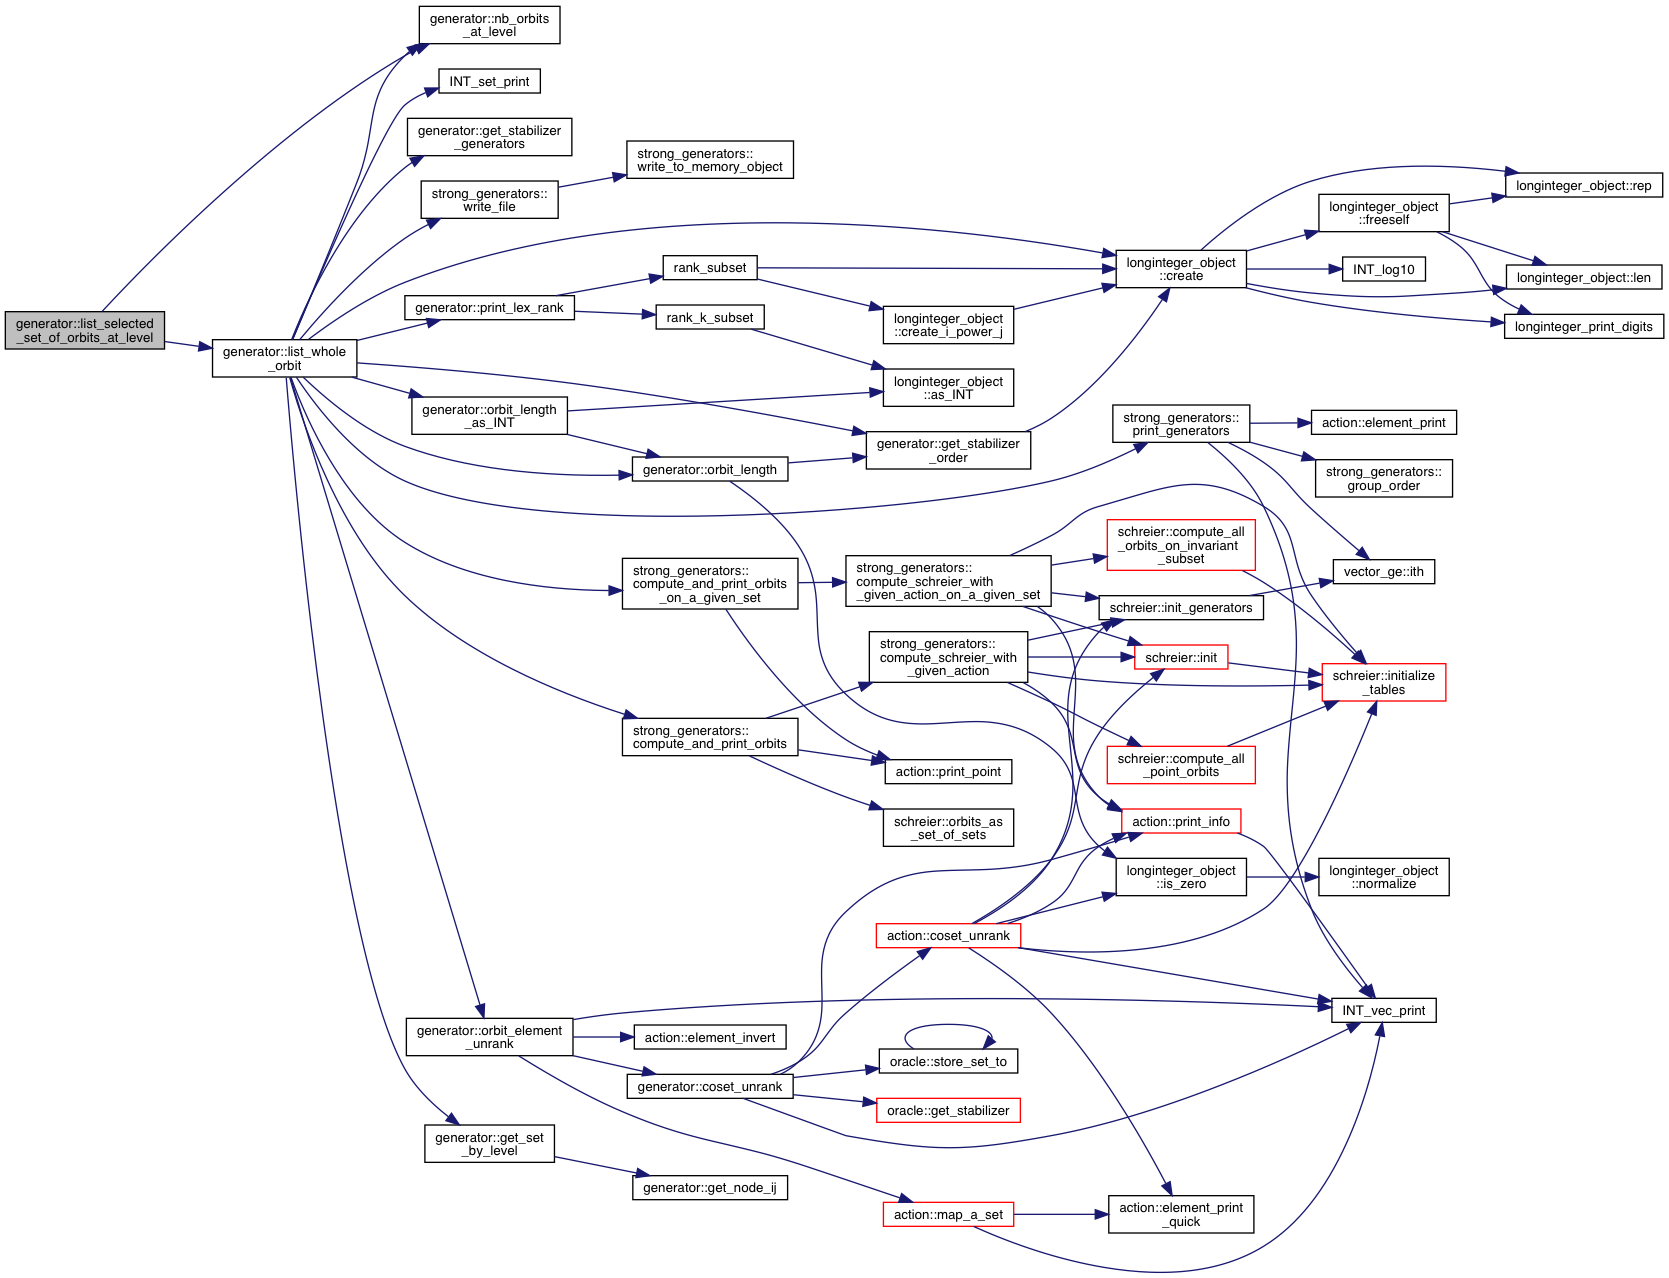 generator::list_selected
_set_of_orbits_at_level
generator::list_whole
_orbit
generator::nb_orbits
_at_level
INT_set_print
generator::get_stabilizer
_generators
strong_generators::
write_file
generator::print_lex_rank
generator::orbit_length
_as_INT
generator::orbit_element
_unrank
generator::get_set
_by_level
strong_generators::
write_to_memory_object
rank_subset
rank_k_subset
generator::orbit_length
strong_generators::
compute_and_print_orbits
_on_a_given_set
strong_generators::
compute_and_print_orbits
action::element_invert
generator::coset_unrank
generator::get_node_ij
longinteger_object
::create_i_power_j
longinteger_object
::as_INT
generator::get_stabilizer
_order
strong_generators::
compute_schreier_with
_given_action_on_a_given_set
strong_generators::
compute_schreier_with
_given_action
action::print_point
schreier::orbits_as
_set_of_sets
action::coset_unrank
oracle::store_set_to
oracle::get_stabilizer
action::map_a_set
longinteger_object
::create
strong_generators::
print_generators
schreier::compute_all
_orbits_on_invariant
_subset
schreier::init_generators
schreier::init
schreier::compute_all
_point_orbits
action::print_info
longinteger_object
::is_zero
action::element_print
_quick
longinteger_object
::freeself
INT_log10
action::element_print
strong_generators::
group_order
vector_ge::ith
schreier::initialize
_tables
longinteger_object
::normalize
INT_vec_print
longinteger_object::rep
longinteger_object::len
longinteger_print_digits